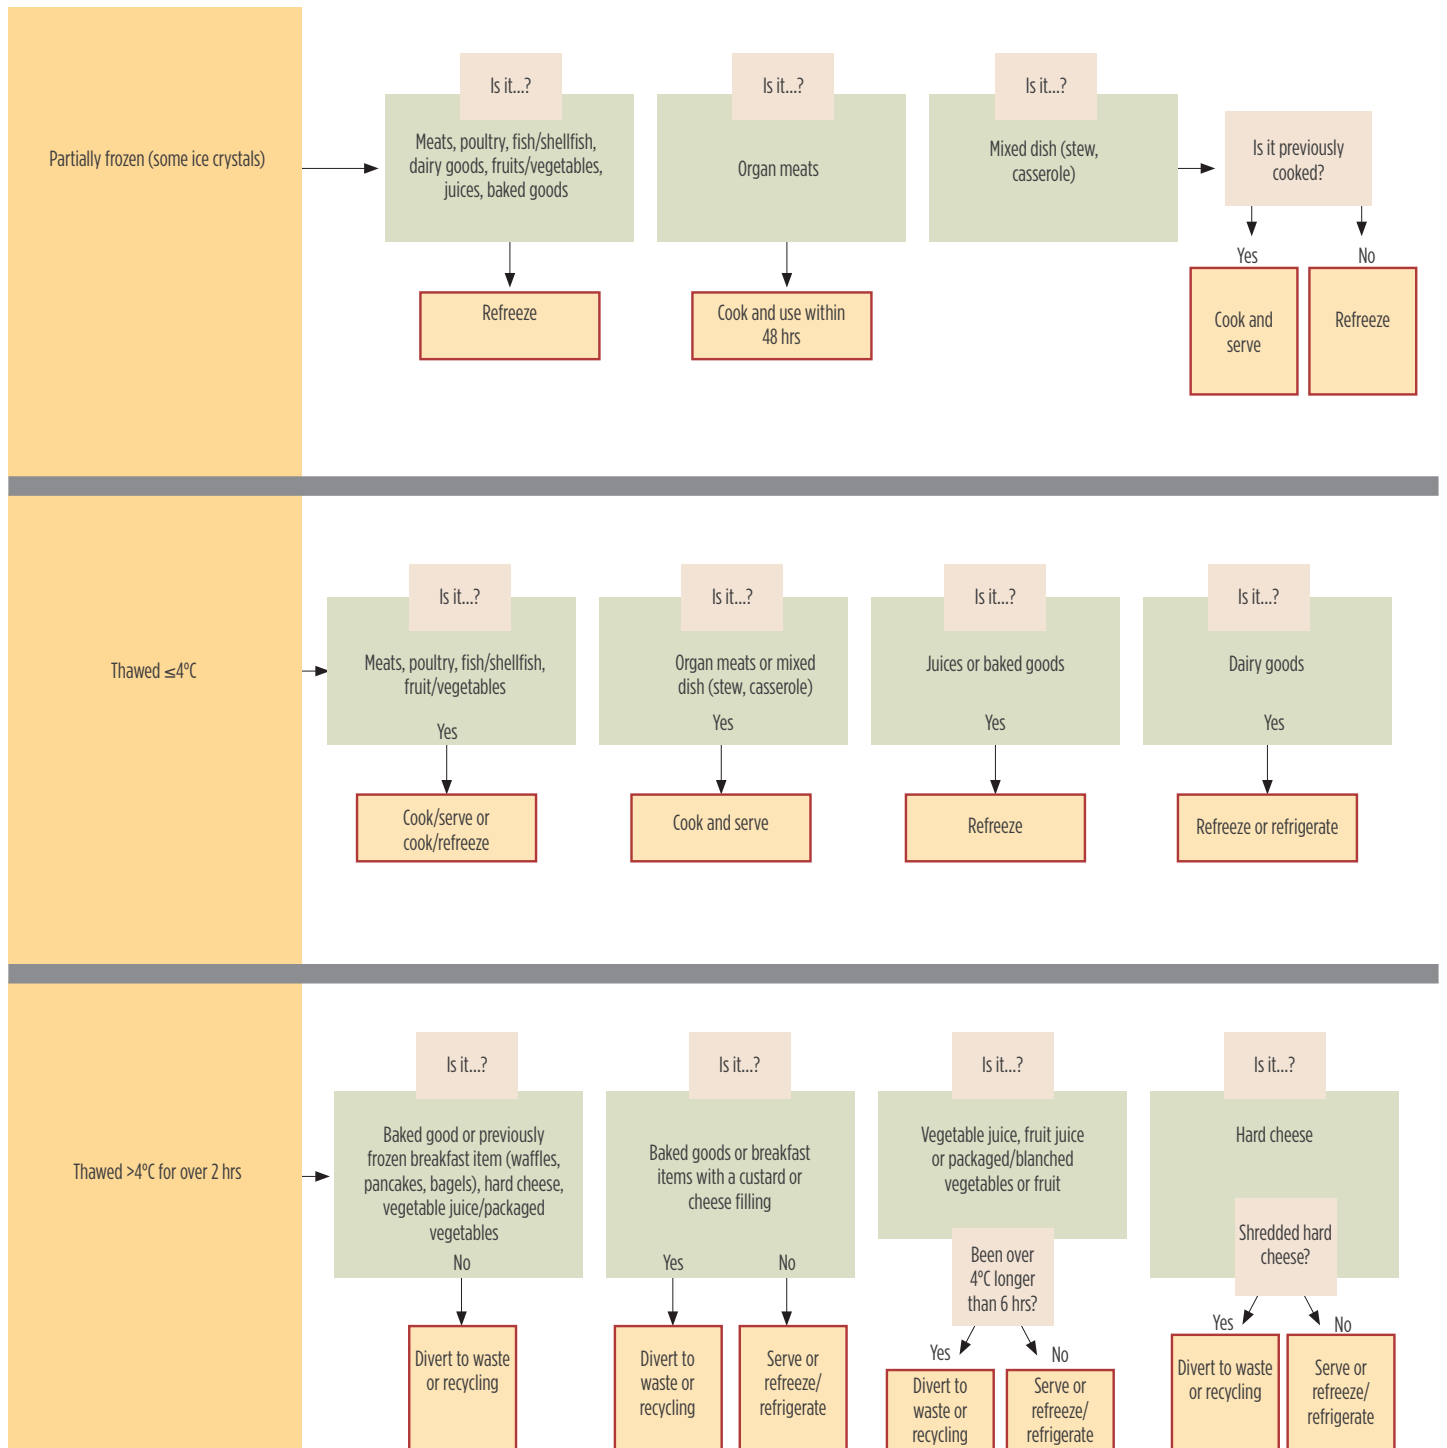 Partially frozen (some ice crystals)
Is it...?
Meats, poultry, fish/shellfish,
dairy goods, fruits/vegetables,
juices, baked goods
Refreeze
Is it...?
Organ meats
Cook and use within
48 hrs
Is it...?
Mixed dish (stew,
casserole)
Is it previously
cooked?
Yes
Cook and
serve
No
Refreeze
Thawed ≤4ºC
Is it...?
Meats, poultry, fish/shellfish,
fruit/vegetables
Yes
Cook/serve or
cook/refreeze
Is it...?
Organ meats or mixed
dish (stew, casserole)
Yes
Cook and serve
Is it...?
Juices or baked goods
Yes
Refreeze
Is it...?
Dairy goods
Yes
Refreeze or refrigerate
Thawed >4ºC for over 2 hrs
Is it...?
Baked good or previously
frozen breakfast item (waffles,
pancakes, bagels), hard cheese,
vegetable juice/packaged
vegetables
No
Divert to waste
or recycling
Is it...?
Baked goods or breakfast
items with a custard or
cheese filling
Yes
Divert to
waste or
recycling
No
Serve or
refreeze/
refrigerate
Is it...?
Vegetable juice, fruit juice
or packaged/blanched
vegetables or fruit
Been over
4ºC longer
than 6 hrs?
Yes
Divert to
waste or
recycling
No
Serve or
refreeze/
refrigerate
Is it...?
Hard cheese
Shredded hard
cheese?
Yes
Divert to waste
or recycling
No
Serve or
refreeze/
refrigerate